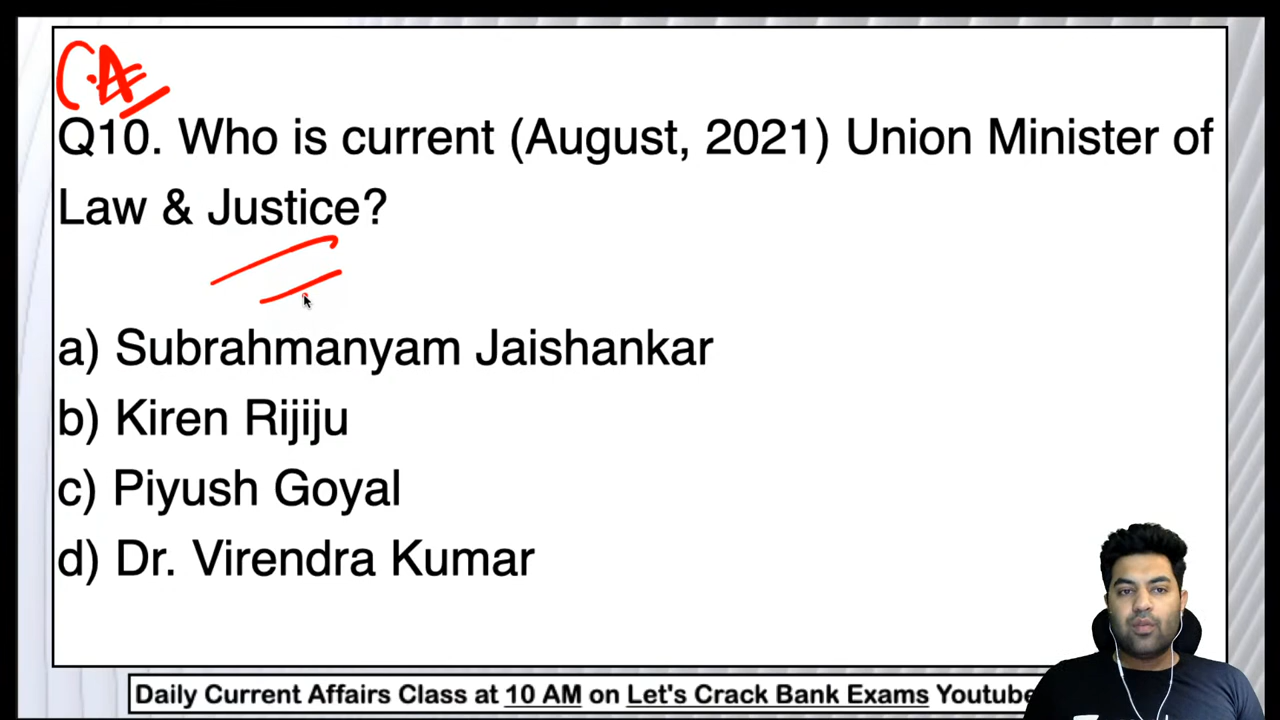 CA
Q10. Who is current (August, 2021) Union Minister of
Law & Justice?
a) Subrahmanyam Jaishankar
b) Kiren Rijiju
c) Piyush Goyal
d) Dr. Virendra Kumar
Daily Current Affairs Class at 10 AM on Let's Crack Bank Exams Youtube